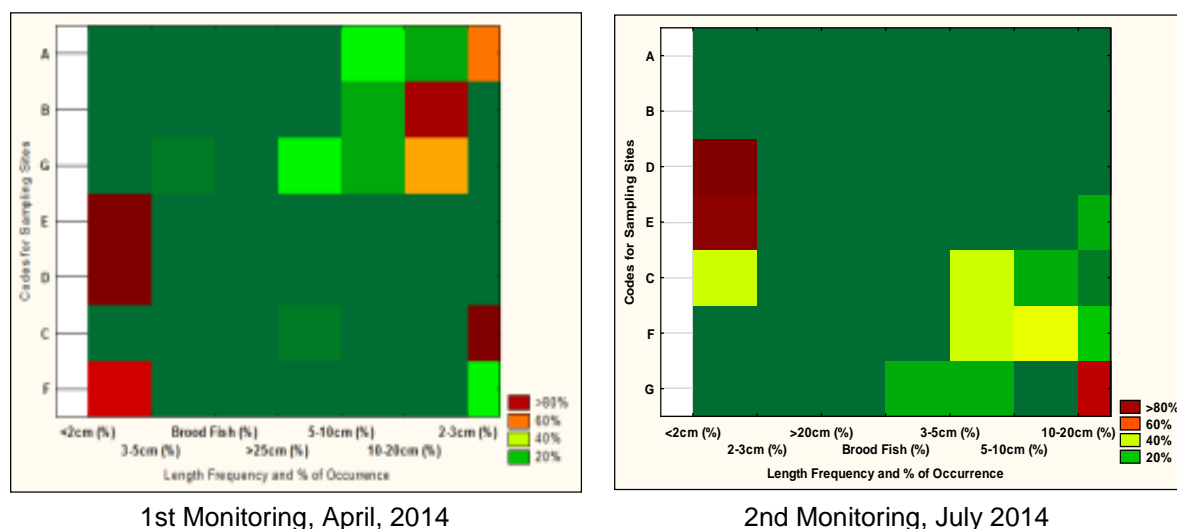 Codes for Sampling Sites
A
B
G
E
D
C
F
<2cm (%)
Brood Fish (%)
5-10cm (%)
2-3cm (%)
3-5cm (%)
>25cm (%)
10-20cm (%)
Length Frequency and % of Occurrence
>80%
60%
40%
20%
1st Monitoring, April, 2014
Codes for Sampling Sites
A
B
D
E
C
F
G
<2cm (%)
>20cm (%)
3-5cm (%)
10-20cm (%)
2-3cm (%)
Brood Fish (%)
5-10cm (%)
Length Frequency and % of Occurrence
>80%
60%
40%
20%
2nd Monitoring, July 2014